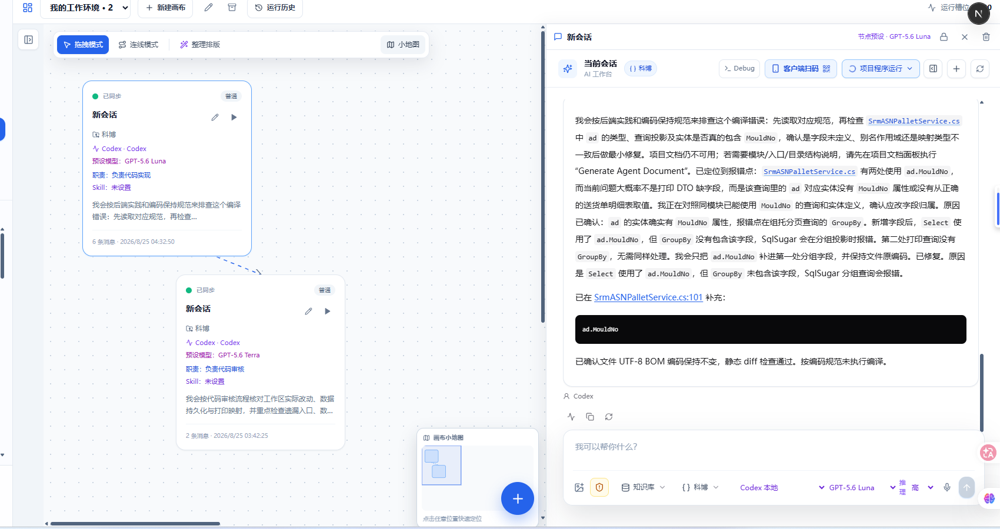 我的工作环境 • 2
新建画布
运行历史
运行槽位
0
N
拖拽模式
连线模式
整理排版
小地图
已同步
普通
新会话
科博
Codex · Codex
预设模型：GPT-5.6 Luna
职责：负责代码实现
Skill：未设置
我会按后端实践和编码保持规范来排查这个编译
错误：先读取对应规范，再检查...
6 条消息 · 2026/8/25 04:32:50
已同步
普通
新会话
科博
Codex · Codex
预设模型：GPT-5.6 Terra
职责：负责代码审核
Skill：未设置
我会按代码审核流程核对工作区实际改动、数据
持久化与打印映射，并重点检查遗漏入口、数...
2 条消息 · 2026/8/25 03:42:25
画布小地图
点击任意位置快速定位
新会话
节点预设 · GPT-5.6 Luna
当前会话
AI 工作台
{ } 科博
>_ Debug
客户端扫码
项目程序运行
我会按后端实践和编码保持规范来排查这个编译错误：先读取对应规范，再检查 SrmASNPalletService.cs
中 ad 的类型、查询投影及实体是否真的包含 MouldNo，确认是字段未定义、别名作用域还是映射类型不
一致后做最小修复。项目文档仍不可用；若需要模块/入口/目录结构说明，请先在项目文档面板执行
“Generate Agent Document”。已定位到报错点：SrmASNPalletService.cs 有两处使用 ad.MouldNo，
而当前问题大概率不是打印 DTO 缺字段，而是该查询里的 ad 对应实体没有 MouldNo 属性或没有从正确
的送货单明细表取值。我正在对照同模块已能使用 MouldNo 的查询和实体定义，确认应改字段归属。原因
已确认：ad 的实体确实有 MouldNo 属性，报错点在组托分页查询的 GroupBy。新增字段后，Select 使
用了 ad.MouldNo，但 GroupBy 没有包含该字段，SqlSugar 会在分组投影时报错。第二处打印查询没有
GroupBy，无需同样处理。我会只把 ad.MouldNo 补进第一处分组字段，并保持文件原编码。已修复。原因
是 Select 使用了 ad.MouldNo，但 GroupBy 未包含该字段，SqlSugar 分组查询会报错。
已在 SrmASNPalletService.cs:101 补充：
ad.MouldNo
已确认文件 UTF-8 BOM 编码保持不变，静态 diff 检查通过。按编码规范未执行编译。
Codex
我可以帮你什么？
知识库
{ } 科博
Codex 本地
GPT-5.6 Luna
推理
高